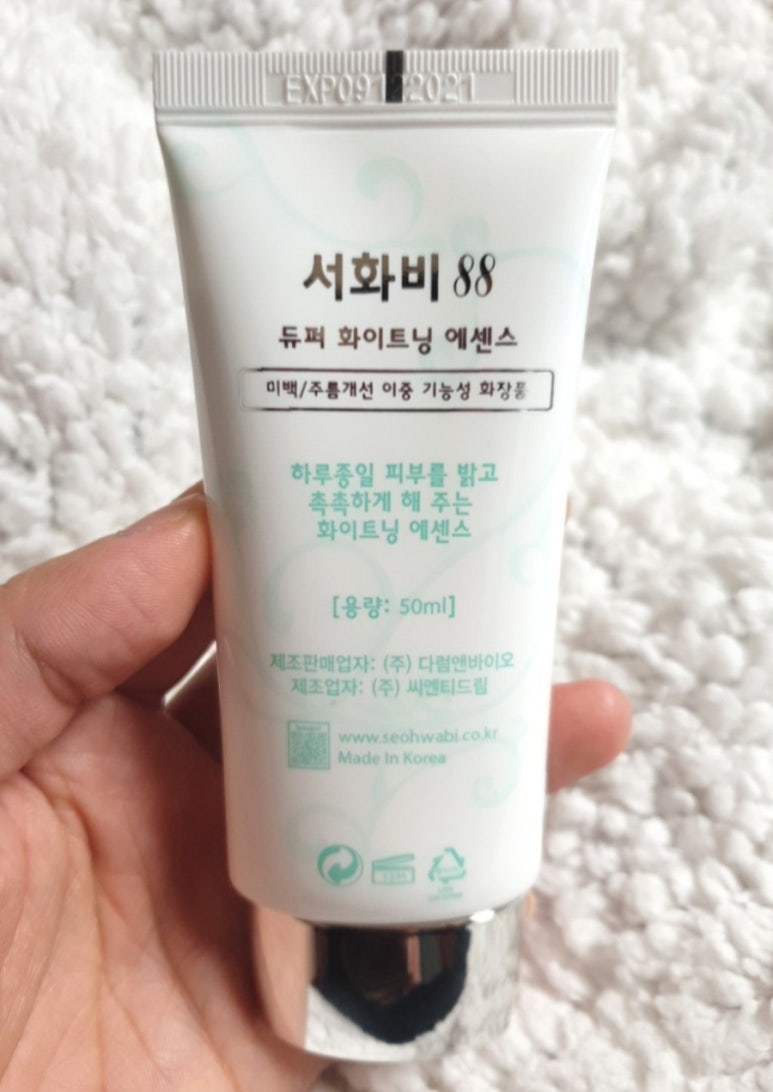 EXP09122021
서화비 88
듀퍼 화이트닝 에센스
미백/주름개선 이중 기능성 화장품
하루종일 피부를 밝고
촉촉하게 해 주는
화이트닝 에센스
[용량: 50ml]
제조판매업자: (주) 다럼앤바이오
제조업자: (주) 씨엔티드림
www.seohwabi.co.kr
Made In Korea
12M